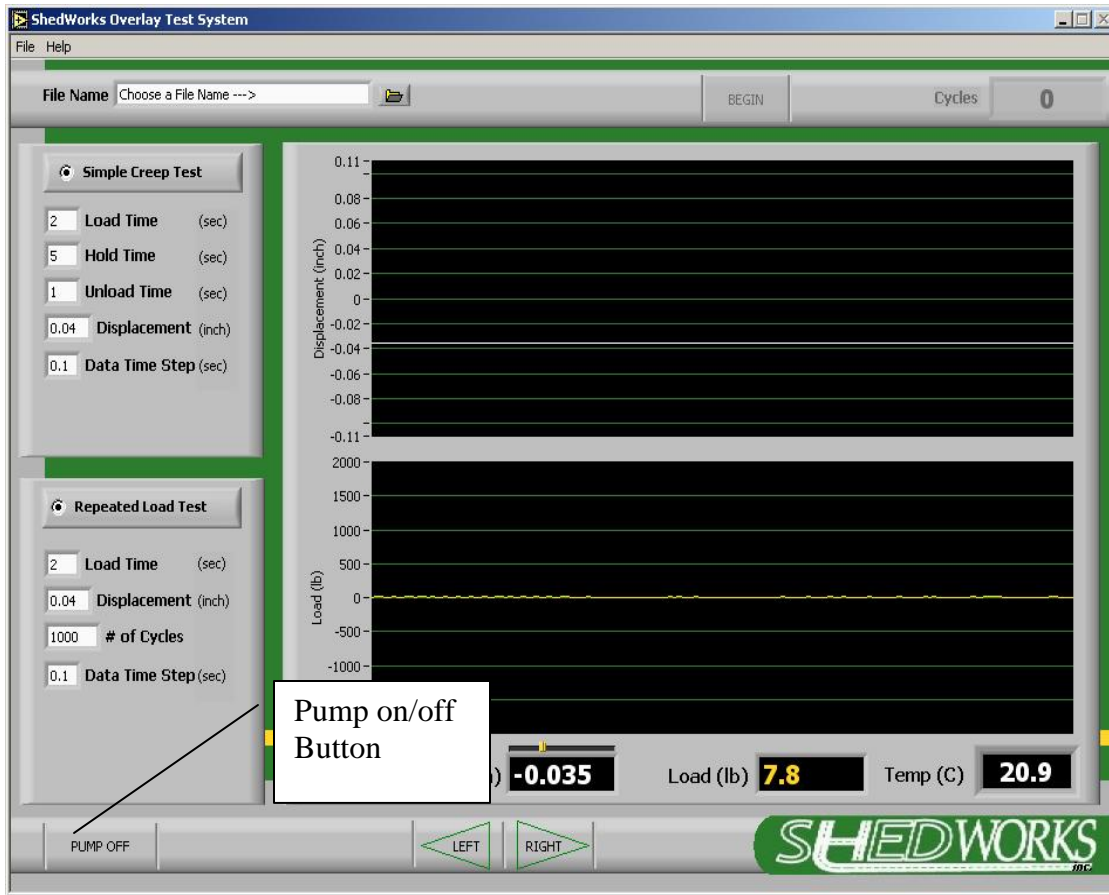 ShedWorks Overlay Test System
File Help
File Name Choose a File Name --->
BEGIN
Cycles 0
Simple Creep Test
2 Load Time (sec)
5 Hold Time (sec)
1 Unload Time (sec)
0.04 Displacement (inch)
0.1 Data Time Step (sec)
Repeated Load Test
2 Load Time (sec)
0.04 Displacement (inch)
1000 # of Cycles
0.1 Data Time Step (sec)
Displacement (inch)
0.11
0.08
0.06
0.04
0.02
0
-0.02
-0.04
-0.06
-0.08
-0.11
Load (lb)
2000
1500
1000
500
0
-500
-1000
Pump on/off
Button
) -0.035
Load (lb) 7.8
Temp (C) 20.9
PUMP OFF
LEFT
RIGHT
SHEDWORKS
inc.